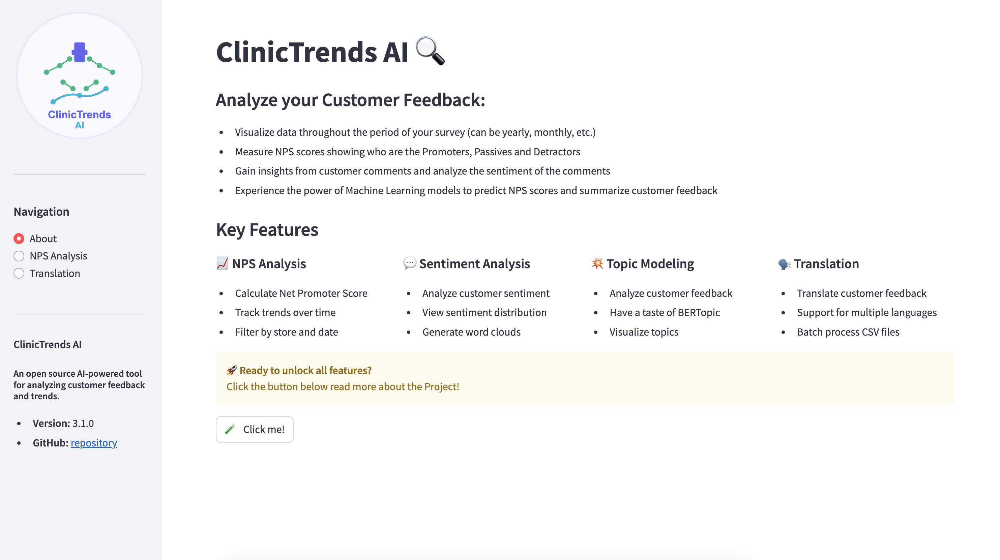 ClinicTrends
AI
Navigation
About
NPS Analysis
Translation
ClinicTrends AI
An open source AI-powered tool
for analyzing customer feedback
and trends.
Version: 3.1.0
GitHub: repository
ClinicTrends AI
Analyze your Customer Feedback:
Visualize data throughout the period of your survey (can be yearly, monthly, etc.)
Measure NPS scores showing who are the Promoters, Passives and Detractors
Gain insights from customer comments and analyze the sentiment of the comments
Experience the power of Machine Learning models to predict NPS scores and summarize customer feedback
Key Features
NPS Analysis
Calculate Net Promoter Score
Track trends over time
Filter by store and date
Sentiment Analysis
Analyze customer sentiment
View sentiment distribution
Generate word clouds
Topic Modeling
Analyze customer feedback
Have a taste of BERTopic
Visualize topics
Translation
Translate customer feedback
Support for multiple languages
Batch process CSV files
Ready to unlock all features?
Click the button below read more about the Project!
Click me!